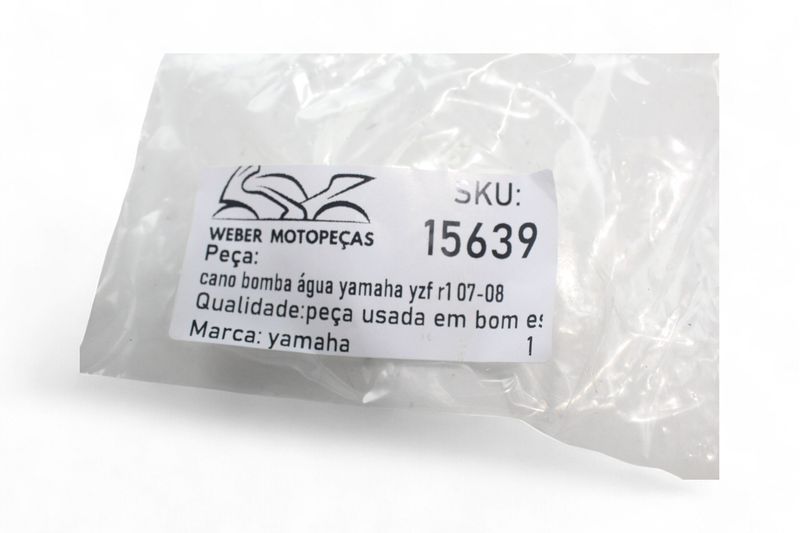 SKU:
WEBER MOTOPEÇAS
15639
Peça:
cano bomba água yamaha yzf r1 07-08
Qualidade:peça usada em bom es
Marca: yamaha 1